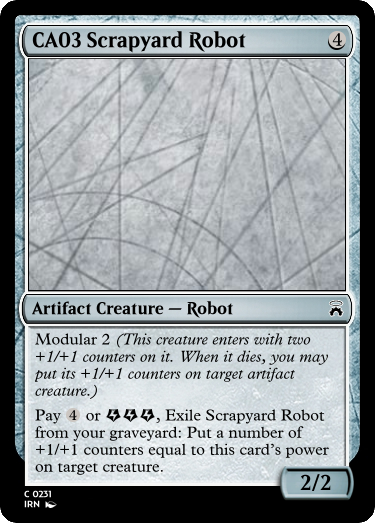 CA03 Scrapyard Robot 4
Artifact Creature — Robot
Modular 2 (This creature enters with two
+1/+1 counters on it. When it dies, you may
put its +1/+1 counters on target artifact
creature.)
Pay 4 or , Exile Scrapyard Robot
from your graveyard: Put a number of
+1/+1 counters equal to this card's power
on target creature.
2/2
C 0231
IRN